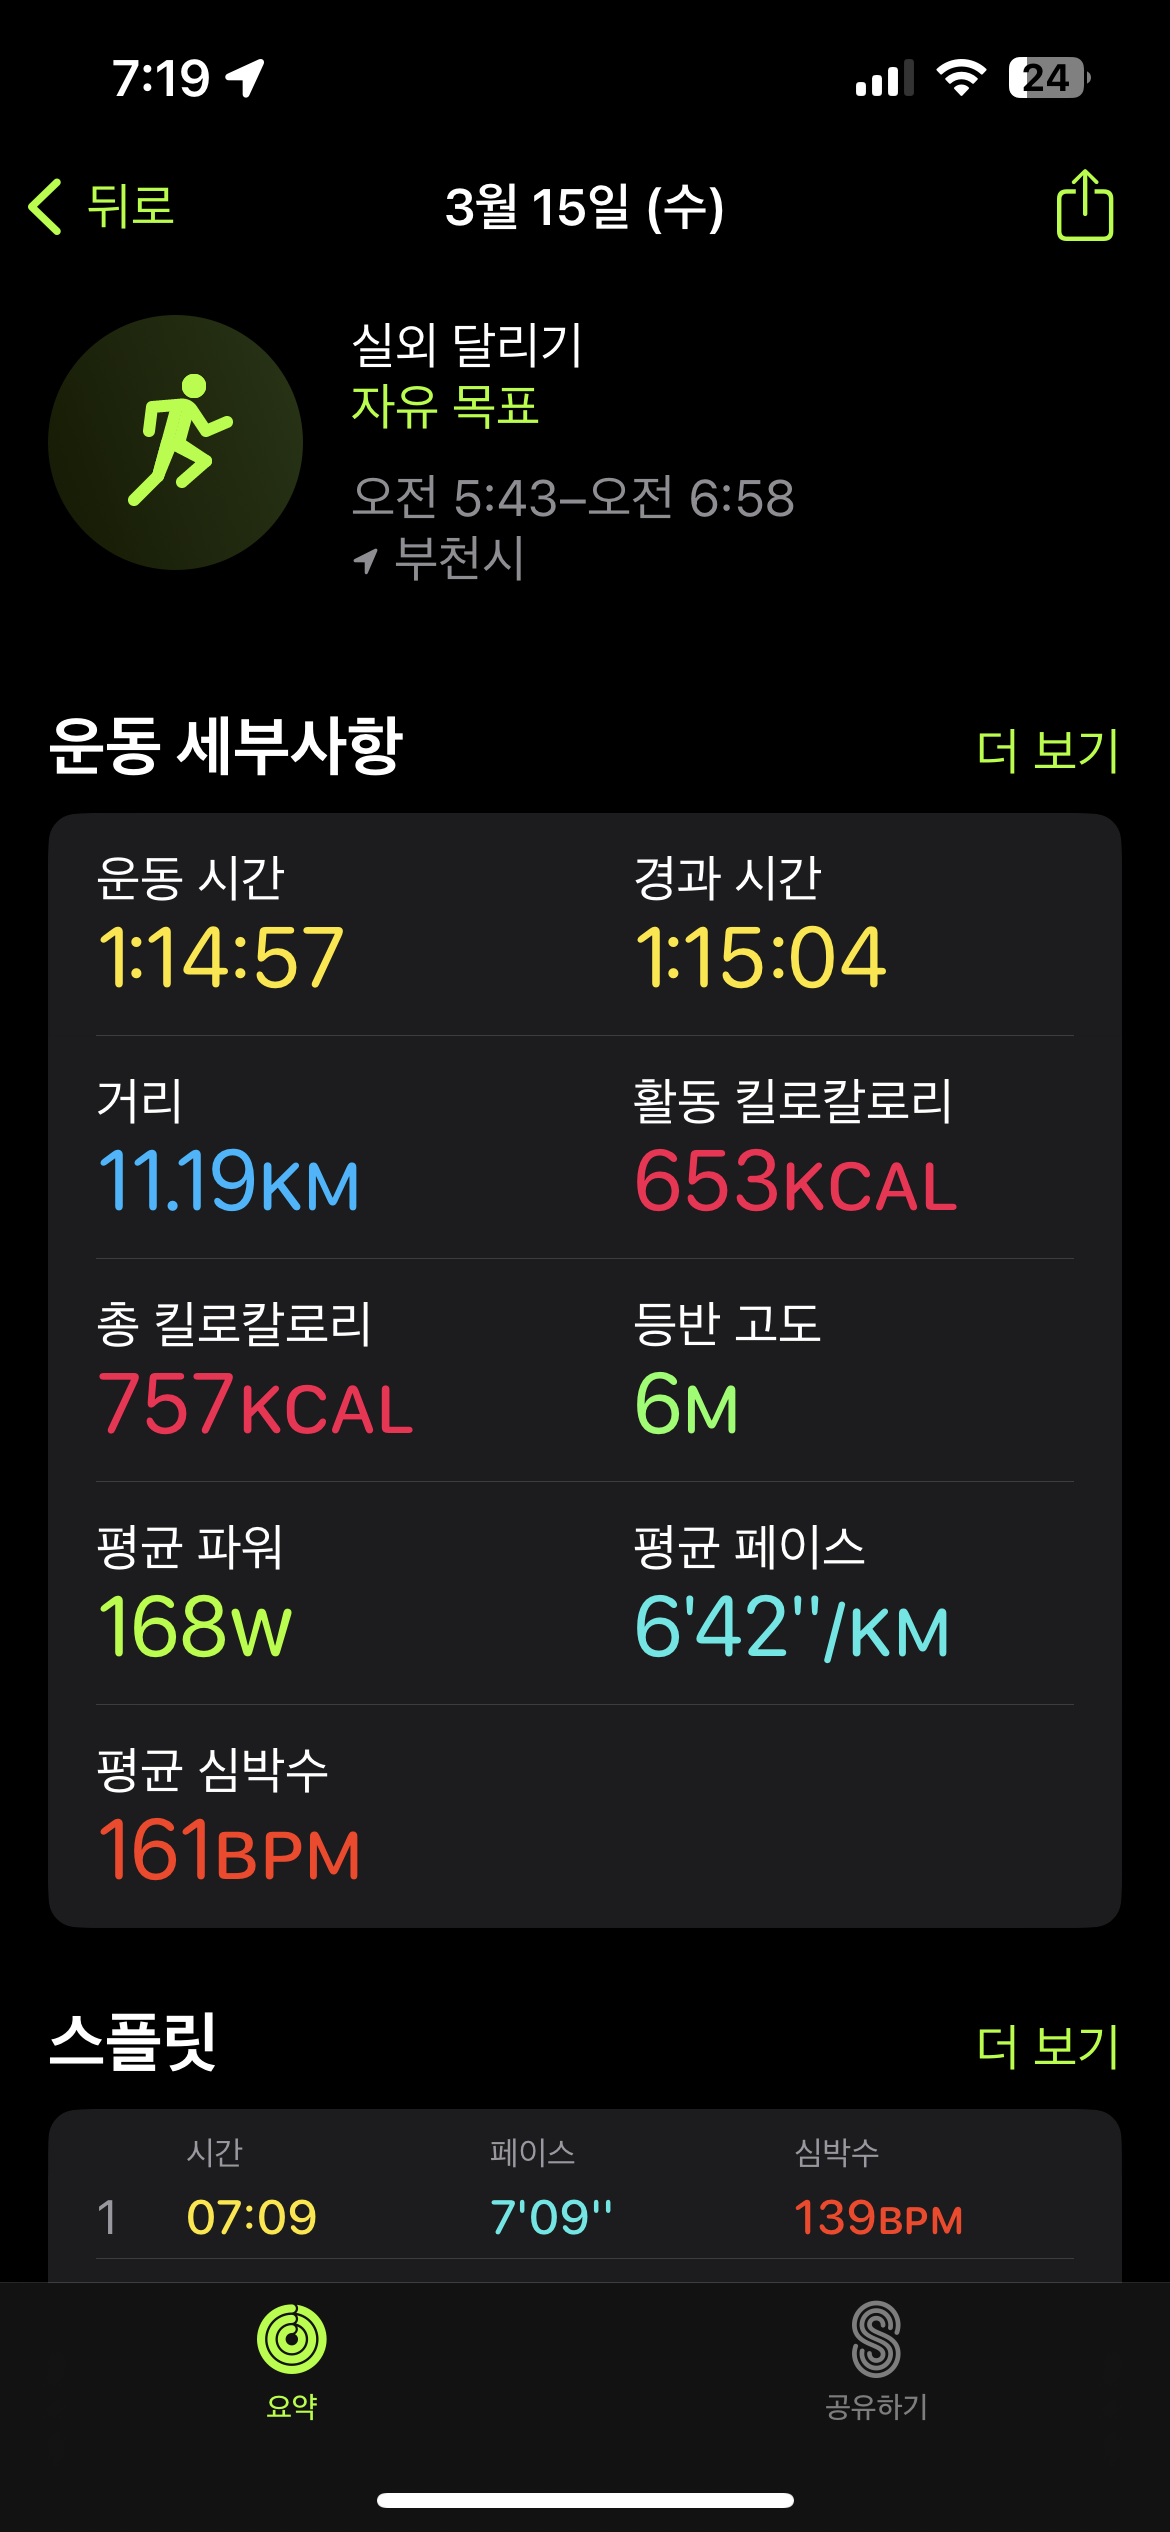 7:19 24
뒤로 3월 15일 (수)
실외 달리기
자유 목표
오전 5:43–오전 6:58
부천시
운동 세부사항 더 보기
운동 시간 경과 시간
1:14:57 1:15:04
거리 활동 킬로칼로리
11.19KM 653KCAL
총 킬로칼로리 등반 고도
757KCAL 6M
평균 파워 평균 페이스
168W 6'42''/KM
평균 심박수
161BPM
스플릿 더 보기
시간 페이스 심박수
1 07:09 7'09'' 139BPM
요약 공유하기